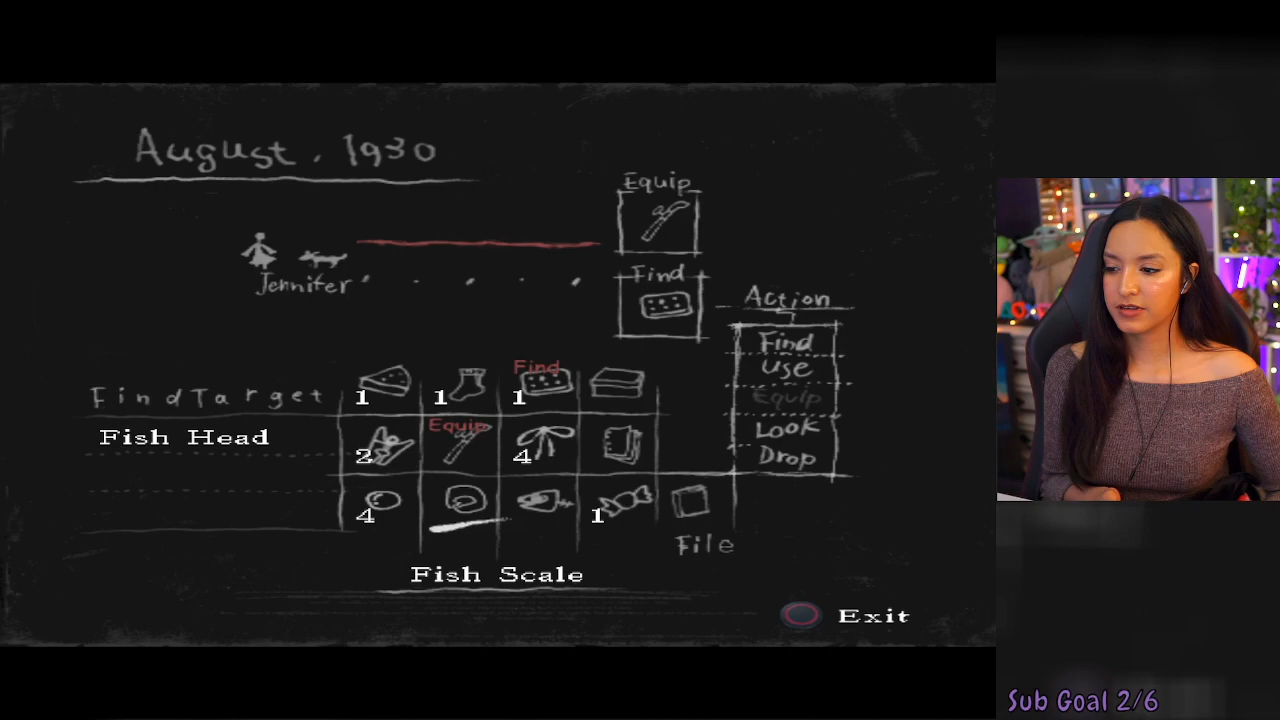 August . 1930
Equip
Jennifer
Find
Action
Find
Use
Equip
Look
Drop
FindTarget
Fish Head
1
1
Find
1
2
Equip
4
4
1
File
Fish Scale
Exit
Sub Goal 2/6